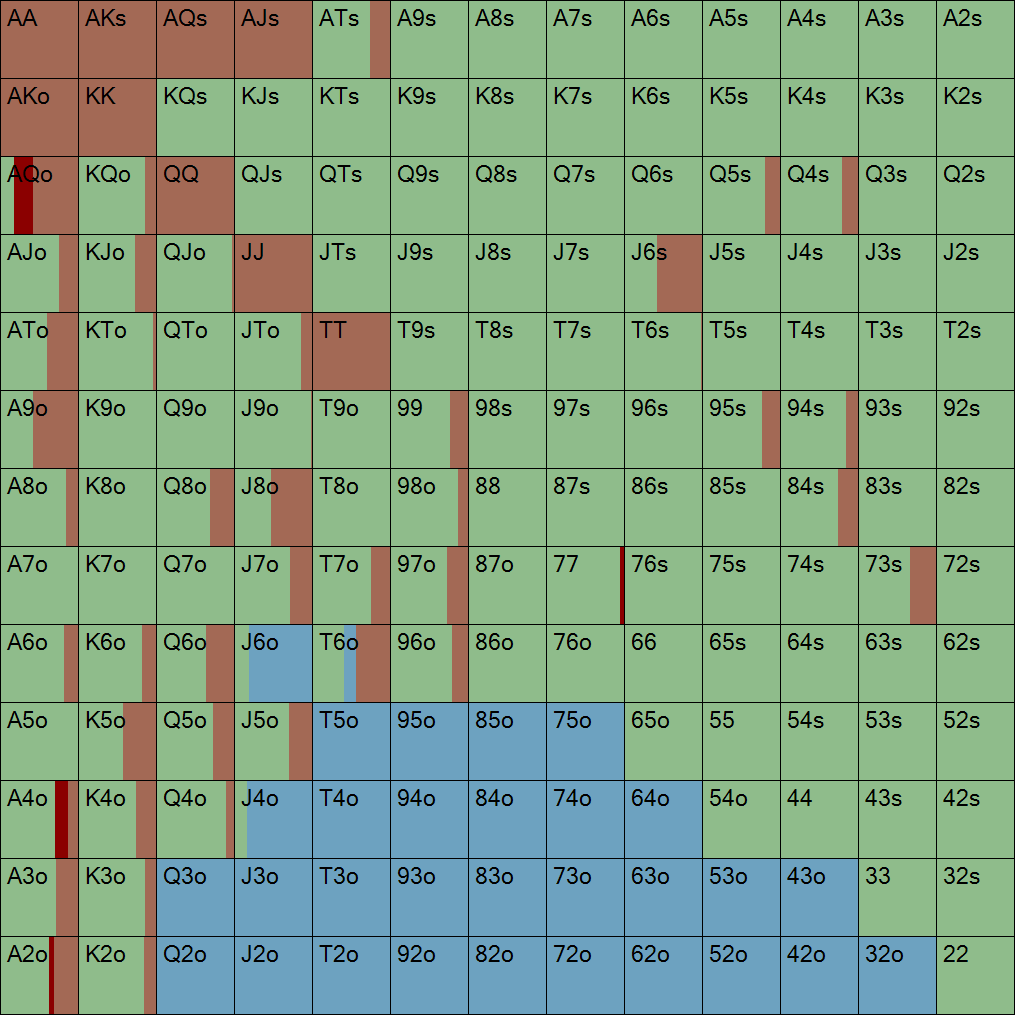 AA AKs AQs AJs ATs A9s A8s A7s A6s A5s A4s A3s A2s
AKo KK KQs KJs KTs K9s K8s K7s K6s K5s K4s K3s K2s
AQo KQo QQ QJs QTs Q9s Q8s Q7s Q6s Q5s Q4s Q3s Q2s
AJo KJo QJo JJ JTs J9s J8s J7s J6s J5s J4s J3s J2s
ATo KTo QTo JTo TT T9s T8s T7s T6s T5s T4s T3s T2s
A9o K9o Q9o J9o T9o 99 98s 97s 96s 95s 94s 93s 92s
A8o K8o Q8o J8o T8o 98o 88 87s 86s 85s 84s 83s 82s
A7o K7o Q7o J7o T7o 97o 87o 77 76s 75s 74s 73s 72s
A6o K6o Q6o J6o T6o 96o 86o 76o 66 65s 64s 63s 62s
A5o K5o Q5o J5o T5o 95o 85o 75o 65o 55 54s 53s 52s
A4o K4o Q4o J4o T4o 94o 84o 74o 64o 54o 44 43s 42s
A3o K3o Q3o J3o T3o 93o 83o 73o 63o 53o 43o 33 32s
A2o K2o Q2o J2o T2o 92o 82o 72o 62o 52o 42o 32o 22